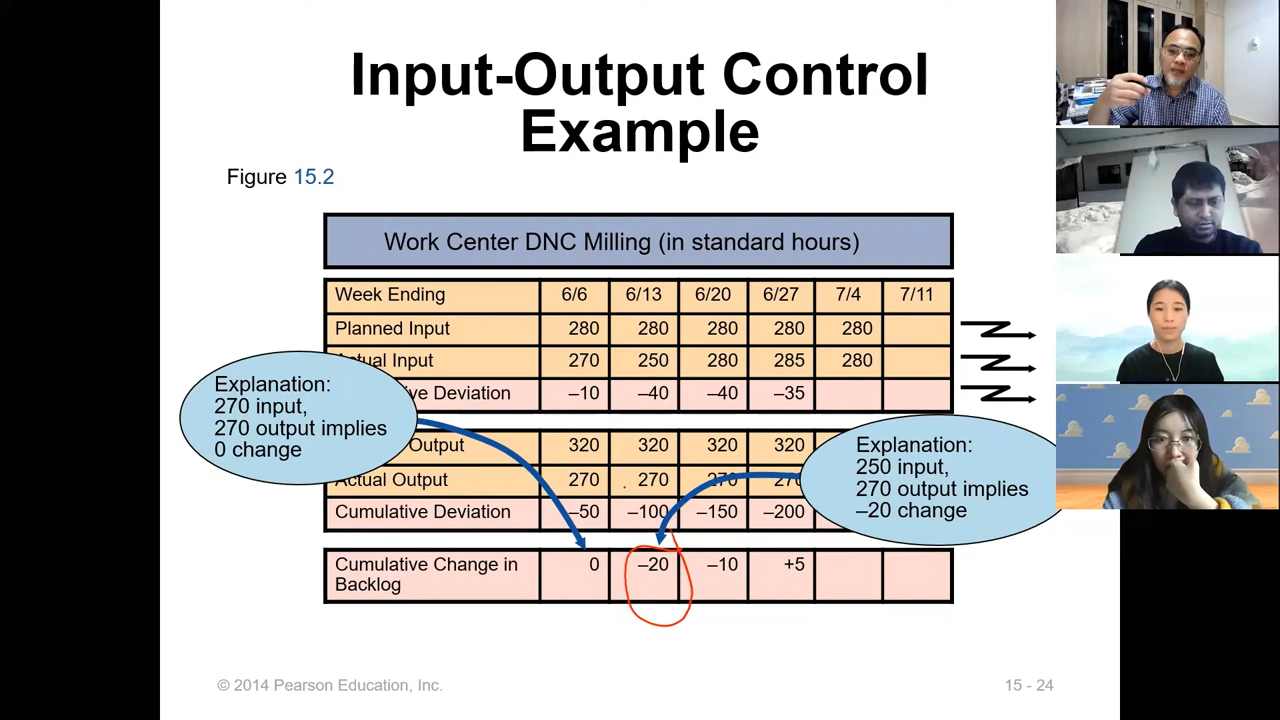 Input-Output Control
Example
Figure 15.2
Work Center DNC Milling (in standard hours)
Week Ending 6/6 6/13 6/20 6/27 7/4 7/11
Planned Input 280 280 280 280 280
Actual Input 270 250 280 285 280
ve Deviation –10 –40 –40 –35
Explanation:
270 input,
270 output implies
0 change
Output 320 320 320 320
Actual Output 270 270 270 270
Cumulative Deviation –50 –100 –150 –200
Explanation:
250 input,
270 output implies
–20 change
Cumulative Change in
Backlog 0 –20 –10 +5
© 2014 Pearson Education, Inc.
15 - 24